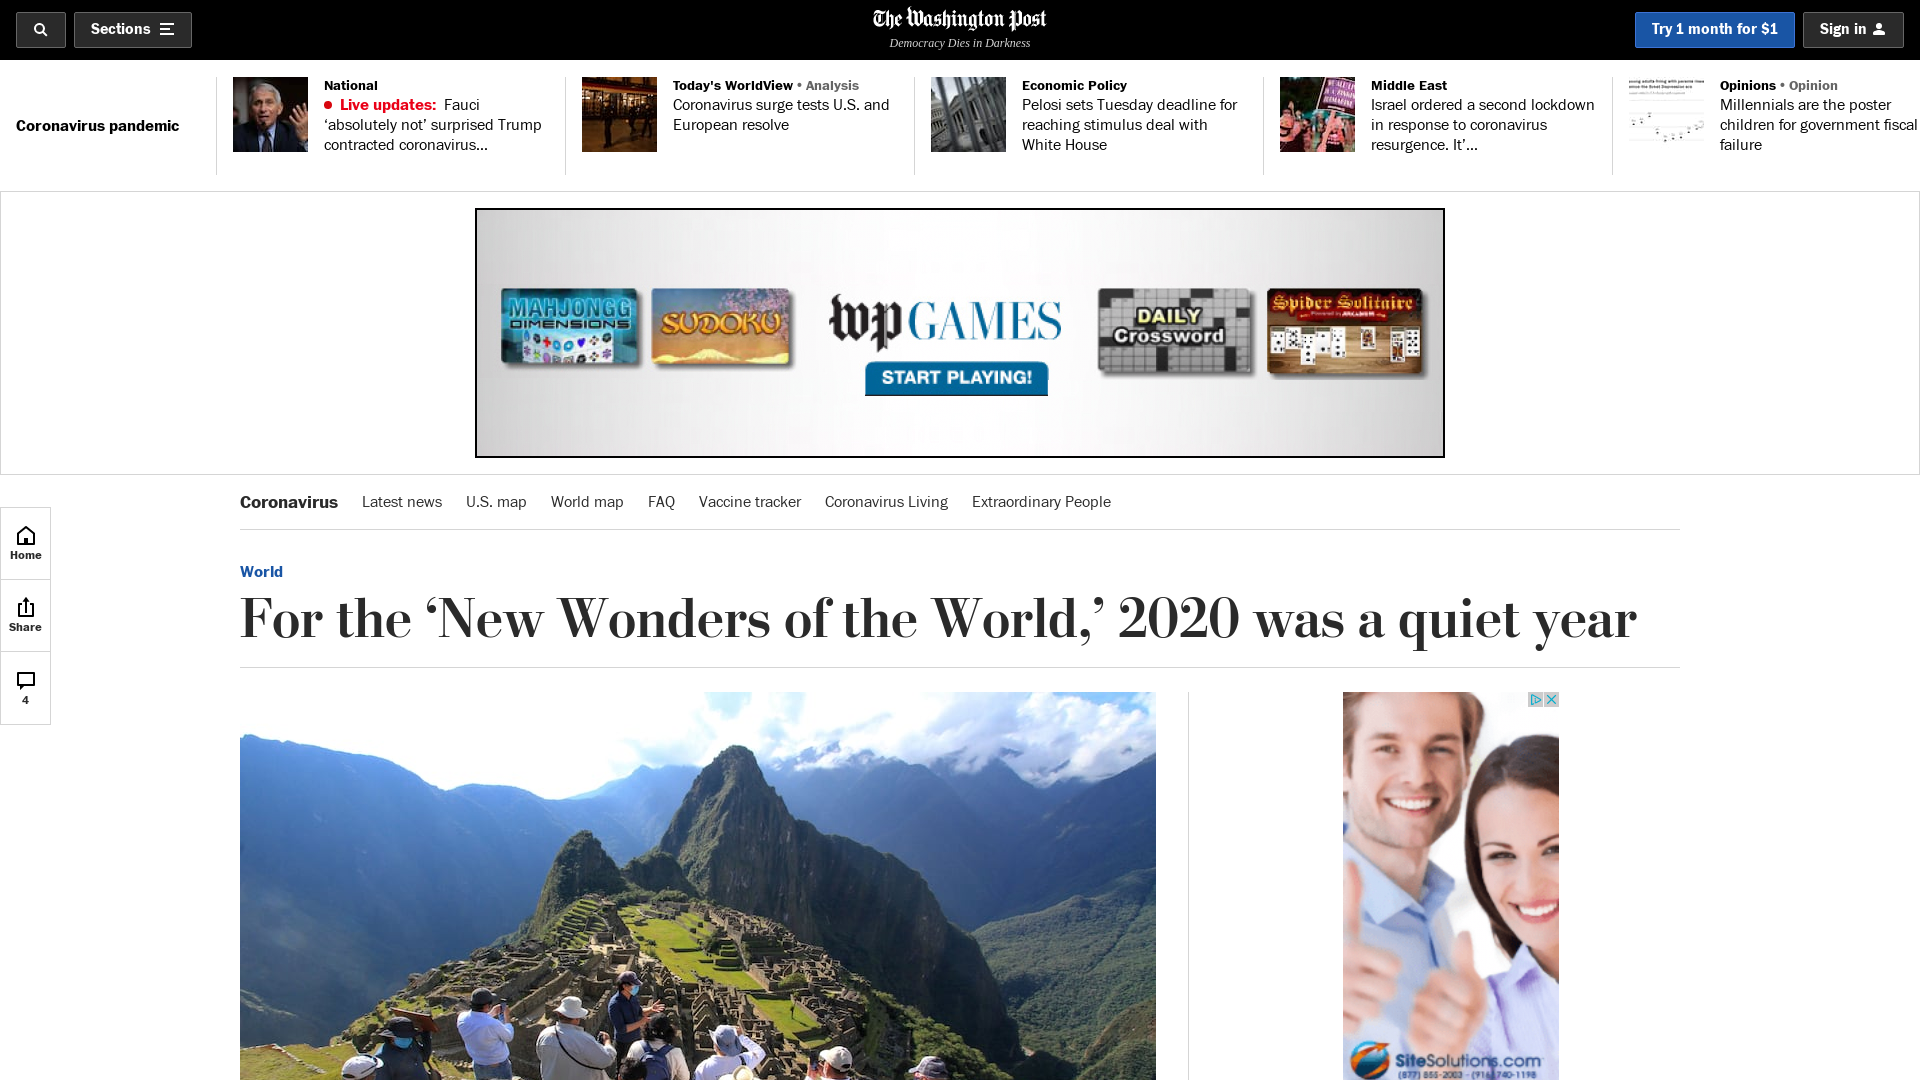 Sections
The Washington Post
Democracy Dies in Darkness
Try 1 month for $1
Sign in
Coronavirus pandemic
National
Live updates: Fauci
‘absolutely not’ surprised Trump
contracted coronavirus...
Today's WorldView • Analysis
Coronavirus surge tests U.S. and
European resolve
Economic Policy
Pelosi sets Tuesday deadline for
reaching stimulus deal with
White House
Middle East
Israel ordered a second lockdown
in response to coronavirus
resurgence. It’...
Opinions • Opinion
Millennials are the poster
children for government fiscal
failure
MAHJONGG
DIMENSIONS
SUDOKU
wp GAMES
START PLAYING!
DAILY
Crossword
Spider Solitaire
Coronavirus
Latest news
U.S. map
World map
FAQ
Vaccine tracker
Coronavirus Living
Extraordinary People
Home
Share
4
World
For the ‘New Wonders of the World,’ 2020 was a quiet year
SiteSolutions.com
(877) 855-2003 - (916) 740-1198